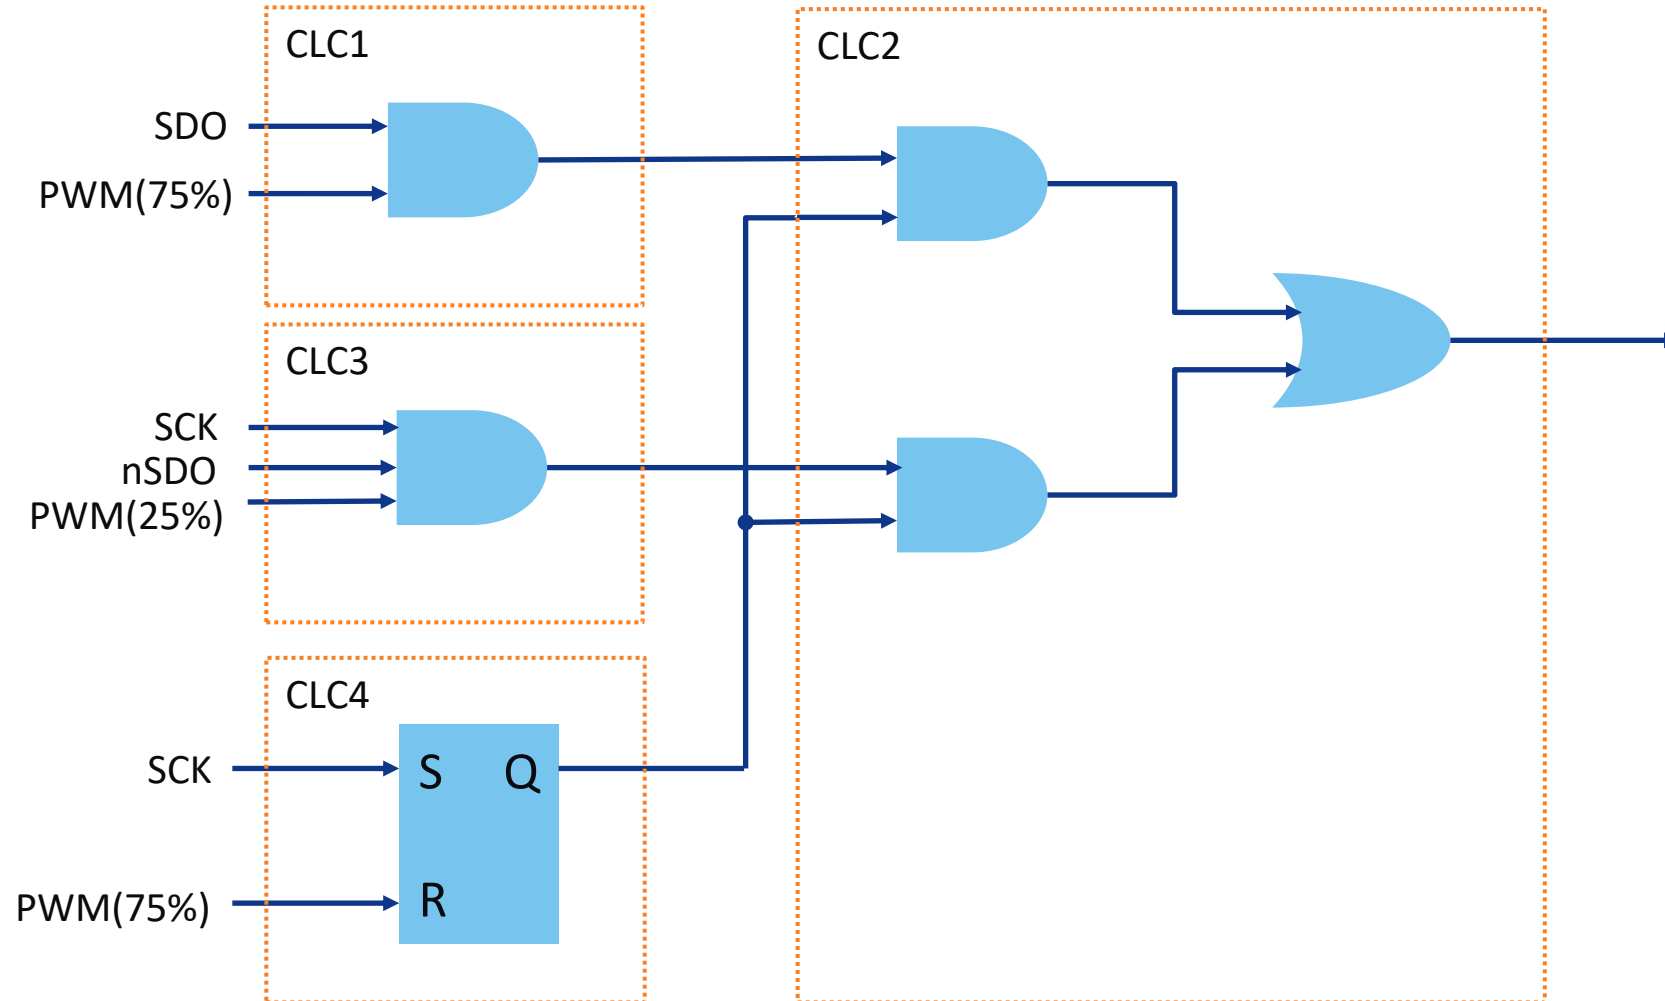 CLC1
SDO
PWM(75%)
CLC3
SCK
nSDO
PWM(25%)
CLC4
SCK
S Q
R
PWM(75%)
CLC2